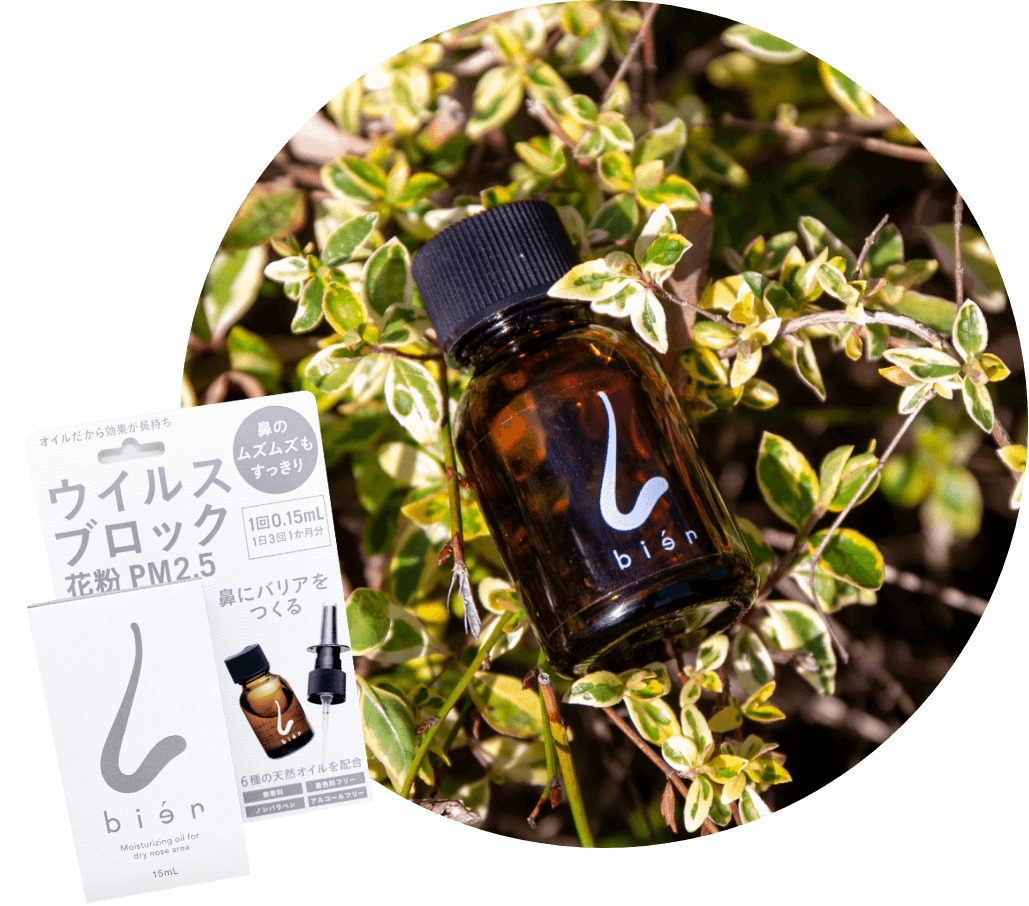 bién
オイルだから効果が長持ち
鼻の
ムズムズも
すっきり
ウイルス
ブロック
花粉 PM2.5
1回0.15mL
1日3回1か月分
鼻にバリアを
つくる
bién
6種の天然オイルを配合
無香料
着色料フリー
ノンパラベン
アルコールフリー
bién
Moisturizing oil for
dry nose area
15mL